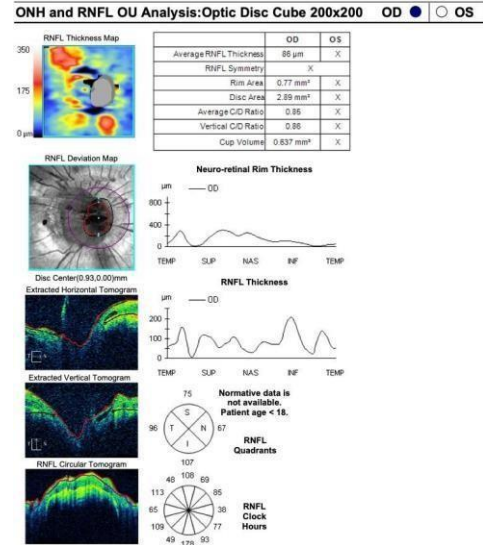 ONH and RNFL OU Analysis:Optic Disc Cube 200x200 OD OS
RNFL Thickness Map
350
175
0 µm
OD OS
Average RNFL Thickness 86 µm X
RNFL Symmetry X
Rim Area 0.77 mm² X
Disc Area 2.89 mm² X
Average C/D Ratio 0.86 X
Vertical C/D Ratio 0.86 X
Cup Volume 0.637 mm³ X
RNFL Deviation Map
Disc Center(0.93,0.00)mm
Neuro-retinal Rim Thickness
µm OD
800
400
0
TEMP SUP NAS INF TEMP
Extracted Horizontal Tomogram
RNFL Thickness
µm OD
200
100
0
TEMP SUP NAS INF TEMP
Extracted Vertical Tomogram
75
96 T S N I 67
107
Normative data is
not available.
Patient age < 18.
RNFL
Quadrants
RNFL Circular Tomogram
48 108 69
113 85
65 38
109 77
49 178 93
RNFL
Clock
Hours